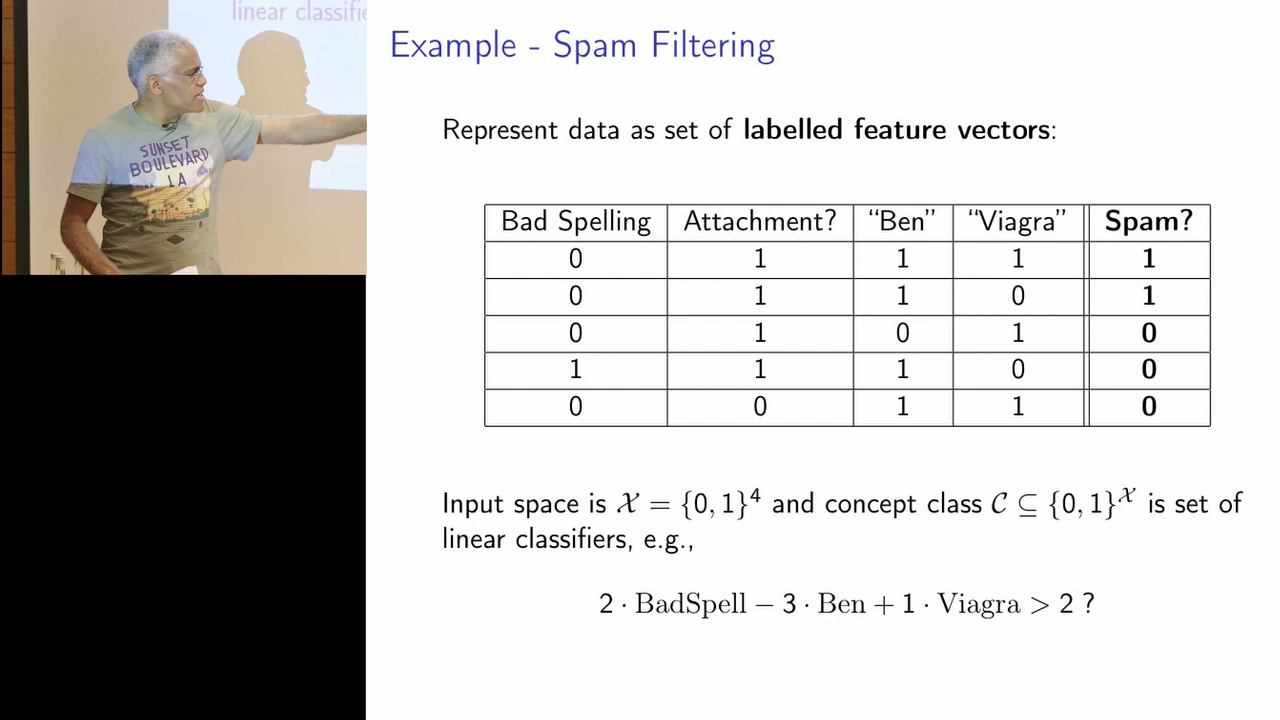 linear classifie
SUNSET
BOULEVARD
LA
Example - Spam Filtering
Represent data as set of labelled feature vectors:
Bad Spelling Attachment? “Ben” “Viagra” Spam?
0 1 1 1 1
0 1 1 0 1
0 1 0 1 0
1 1 1 0 0
0 0 1 1 0
Input space is 𝒳 = {0, 1}⁴ and concept class 𝒞 ⊆ {0, 1}^𝒳 is set of
linear classifiers, e.g.,
2 · BadSpell − 3 · Ben + 1 · Viagra > 2 ?